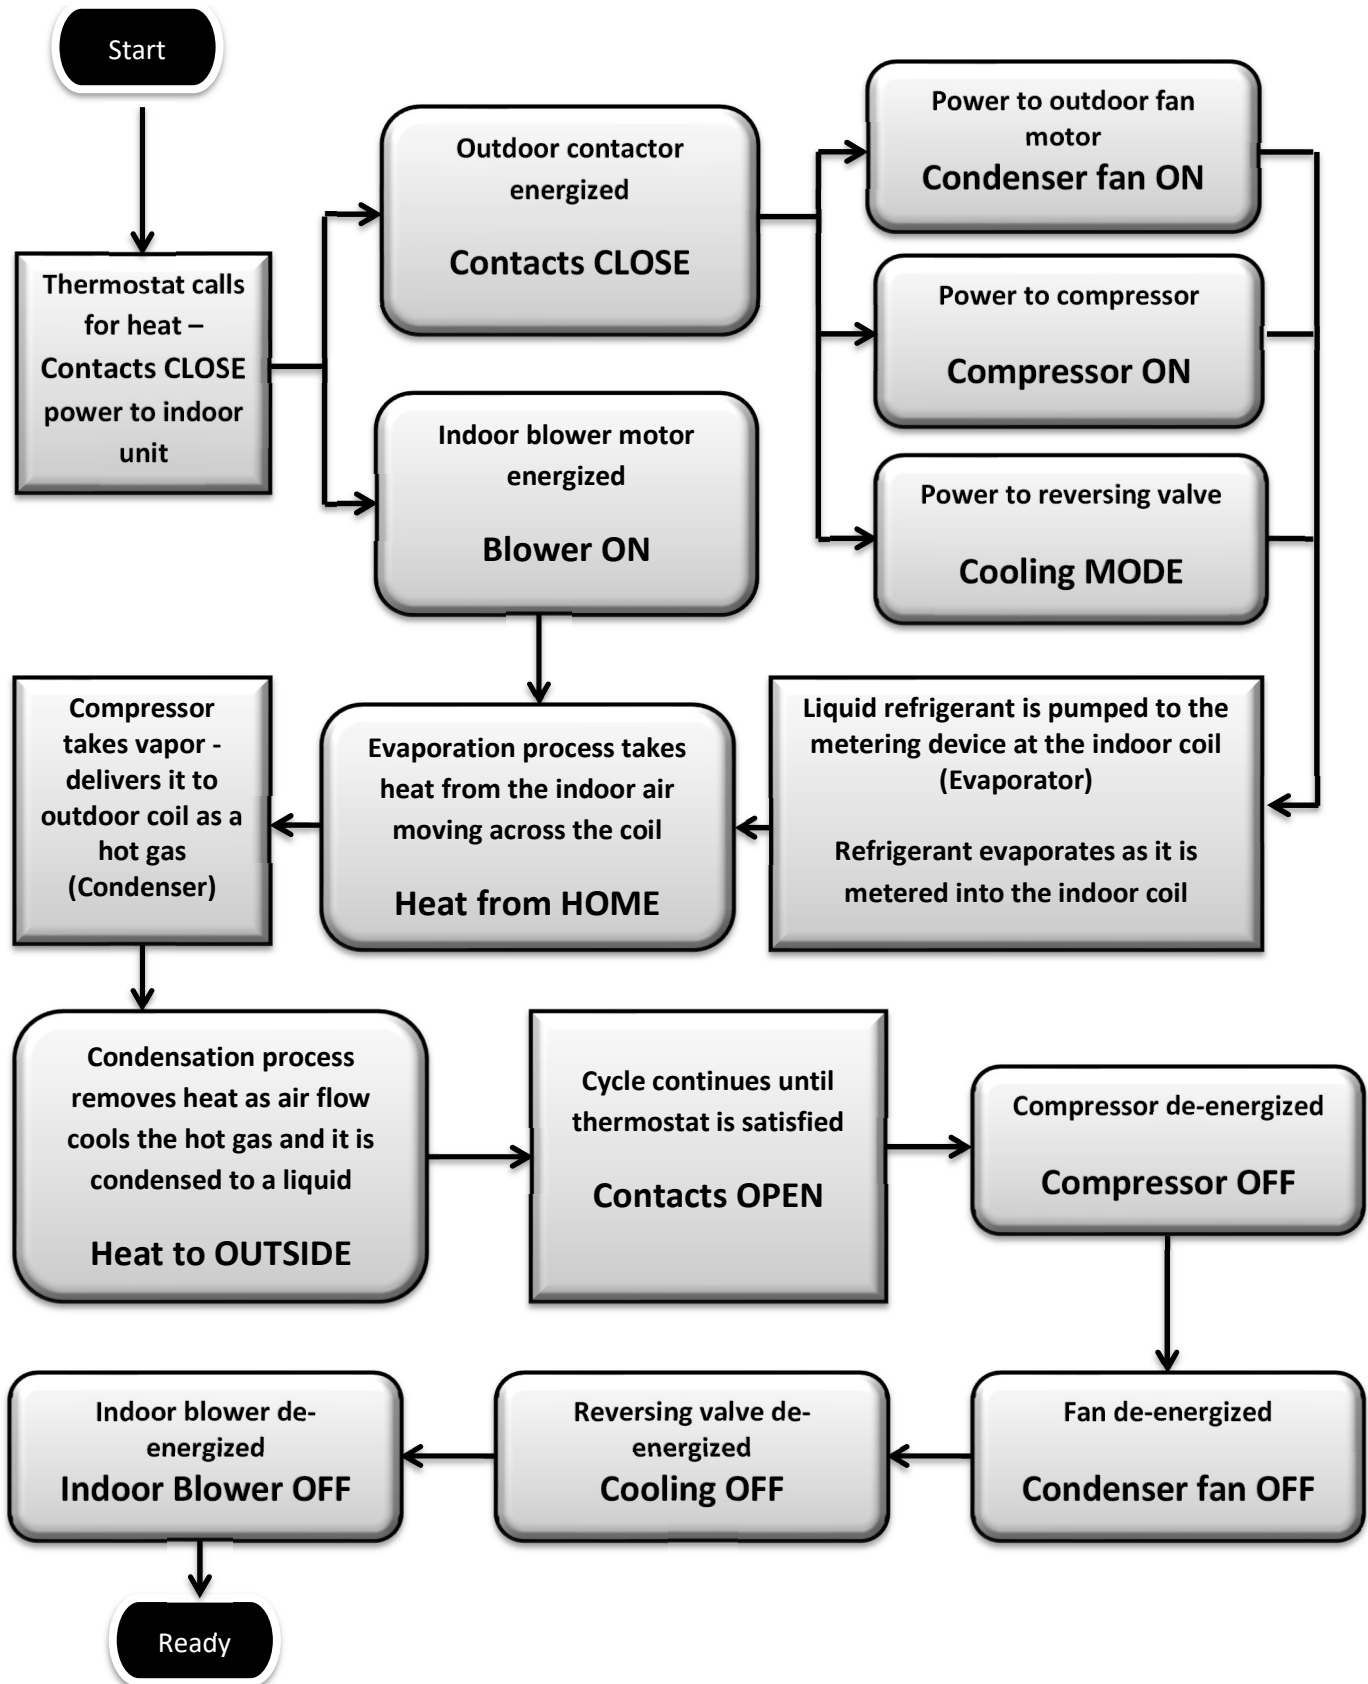 Start
Thermostat calls
for heat –
Contacts CLOSE
power to indoor
unit
Outdoor contactor
energized
Contacts CLOSE
Indoor blower motor
energized
Blower ON
Power to outdoor fan
motor
Condenser fan ON
Power to compressor
Compressor ON
Power to reversing valve
Cooling MODE
Liquid refrigerant is pumped to the
metering device at the indoor coil
(Evaporator)
Refrigerant evaporates as it is
metered into the indoor coil
Evaporation process takes
heat from the indoor air
moving across the coil
Heat from HOME
Compressor
takes vapor -
delivers it to
outdoor coil as a
hot gas
(Condenser)
Condensation process
removes heat as air flow
cools the hot gas and it is
condensed to a liquid
Heat to OUTSIDE
Cycle continues until
thermostat is satisfied
Contacts OPEN
Compressor de-energized
Compressor OFF
Fan de-energized
Condenser fan OFF
Reversing valve de-
energized
Cooling OFF
Indoor blower de-
energized
Indoor Blower OFF
Ready